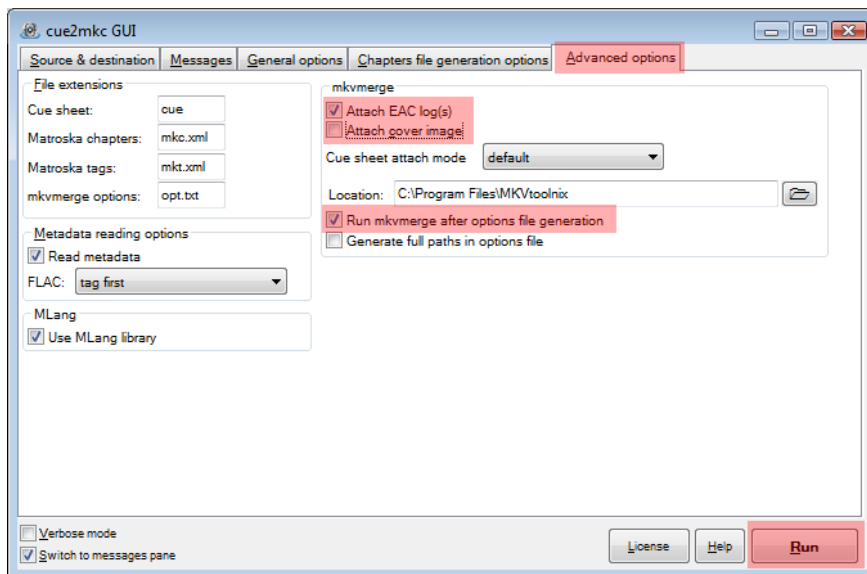 cue2mkc GUI
Source & destination
Messages
General options
Chapters file generation options
Advanced options
File extensions
Cue sheet: cue
Matroska chapters: mkc.xml
Matroska tags: mkt.xml
mkvmerge options: opt.txt
Metadata reading options
Read metadata
FLAC: tag first
MLang
Use MLang library
mkvmerge
Attach EAC log(s)
Attach cover image
Cue sheet attach mode default
Location: C:\Program Files\MKVtoolnix
Run mkvmerge after options file generation
Generate full paths in options file
Verbose mode
Switch to messages pane
License
Help
Run